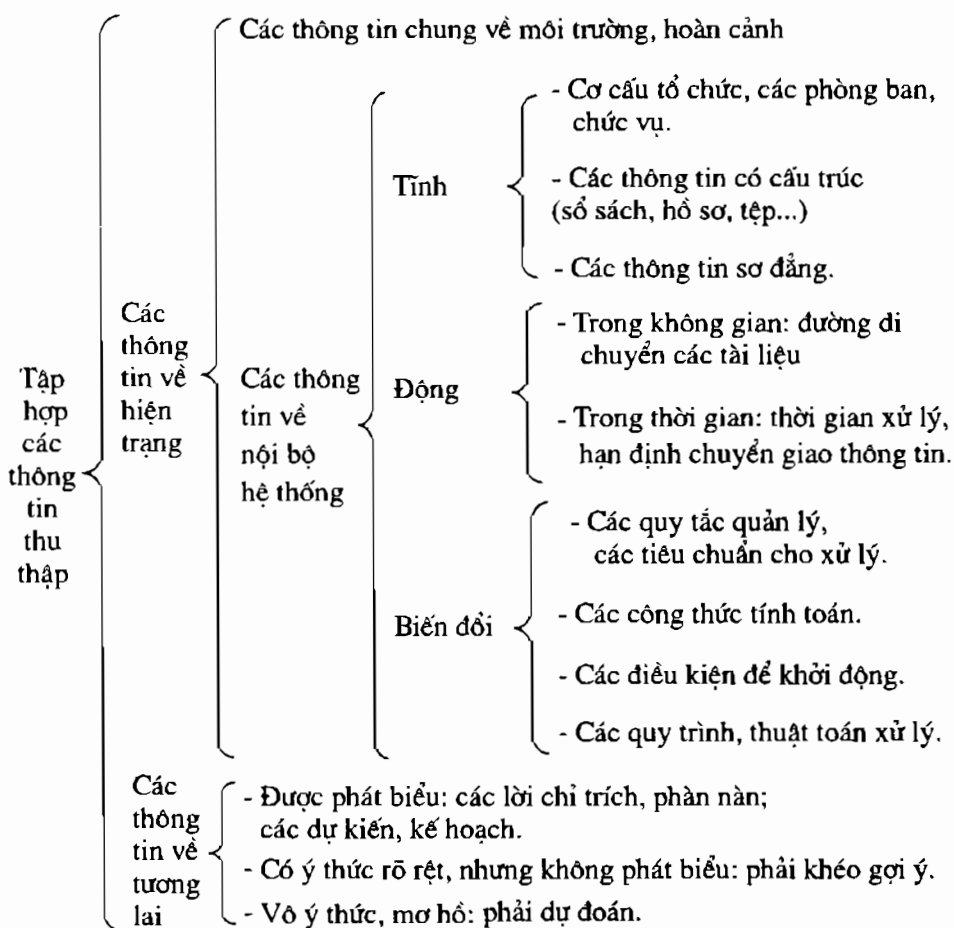 Tập
hợp
các
thông
tin
thu
thập
Các
thông
tin về
hiện
trạng
Các thông tin chung về môi trường, hoàn cảnh
Các thông
tin về
nội bộ
hệ thống
Tĩnh
- Cơ cấu tổ chức, các phòng ban,
chức vụ.
- Các thông tin có cấu trúc
(sổ sách, hồ sơ, tệp...)
- Các thông tin sơ đẳng.
Động
- Trong không gian: đường di
chuyển các tài liệu
- Trong thời gian: thời gian xử lý,
hạn định chuyển giao thông tin.
Biến đổi
- Các quy tắc quản lý,
các tiêu chuẩn cho xử lý.
- Các công thức tính toán.
- Các điều kiện để khởi động.
- Các quy trình, thuật toán xử lý.
Các
thông
tin về
tương
lai
- Được phát biểu: các lời chỉ trích, phàn nàn;
các dự kiến, kế hoạch.
- Có ý thức rõ rệt, nhưng không phát biểu: phải khéo gợi ý.
- Vô ý thức, mơ hồ: phải dự đoán.